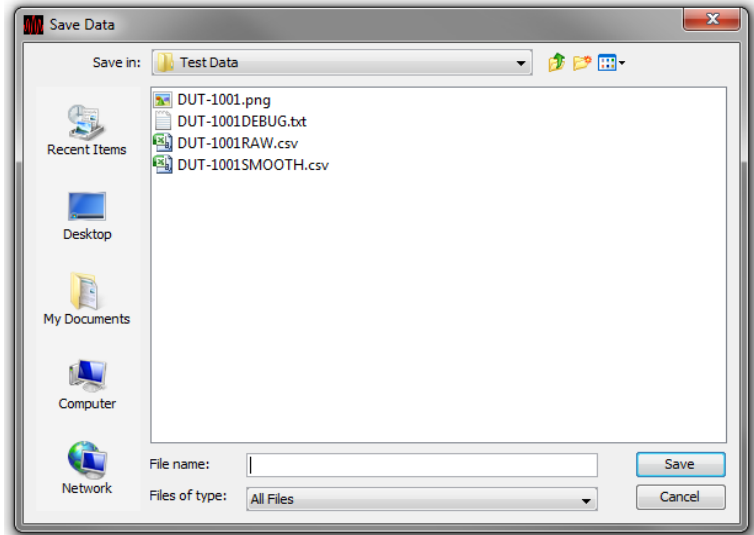 Save Data
Save in: Test Data
DUT-1001.png
DUT-1001DEBUG.txt
DUT-1001RAW.csv
DUT-1001SMOOTH.csv
Recent Items
Desktop
My Documents
Computer
Network
File name: Save
Files of type: All Files Cancel